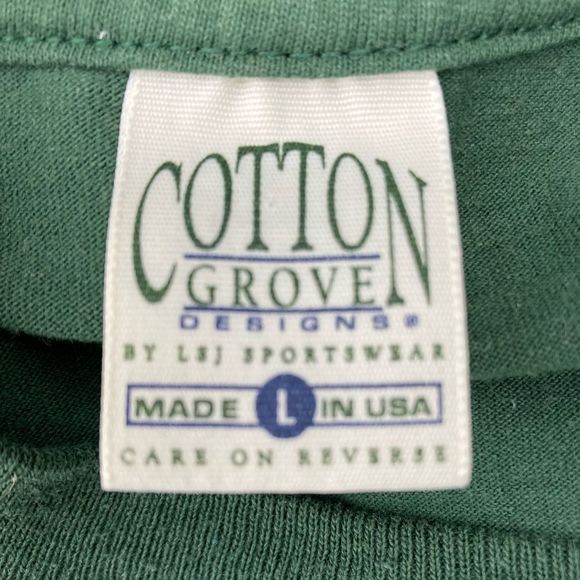 COTTON
GROVE
DESIGNS®
BY LSJ SPORTSWEAR
MADE L IN USA
CARE ON REVERSE